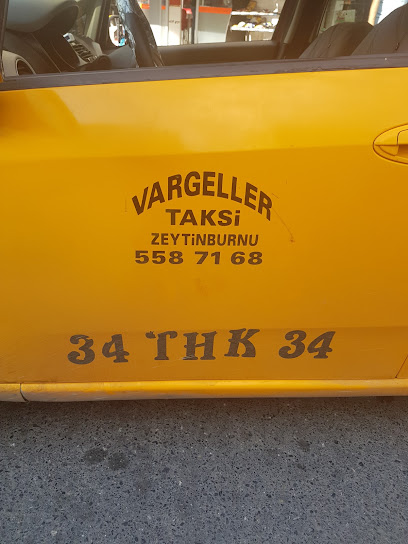 VARGELLER
TAKSi
ZEYTiNBURNU
558 71 68
34 THK 34